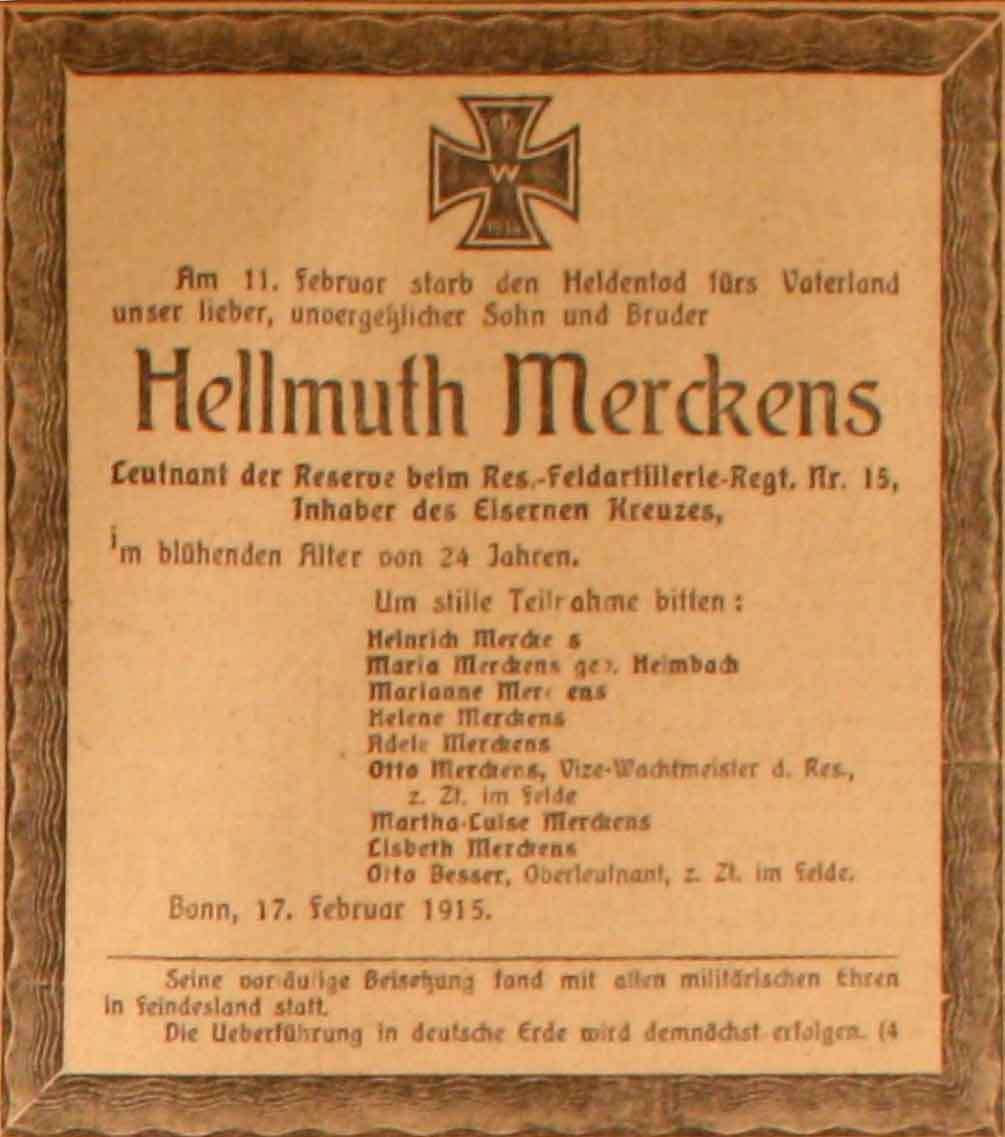 W
1914
Am 11. Februar starb den Heldentod fürs Vaterland
unser lieber, unvergeßlicher Sohn und Bruder
Hellmuth Merckens
Leutnant der Reserve beim Res.-Feldartillerie-Regt. Nr. 15,
Inhaber des Eisernen Kreuzes,
im blühenden Alter von 24 Jahren.
Um stille Teilnahme bitten:
Heinrich Mercke s
Maria Merckens geb. Heimbach
Marianne Merckens
Helene Merckens
Adele Merckens
Otto Merckens, Vize-Wachtmeister d. Res.,
z. Zt. im Felde
Martha-Luise Merckens
Lisbeth Merckens
Otto Besser, Oberleutnant, z. Zt. im Felde.
Bonn, 17. Februar 1915.
Seine vorläufige Beisetzung fand mit allen militärischen Ehren
in Feindesland statt.
Die Ueberführung in deutsche Erde wird demnächst erfolgen. (4